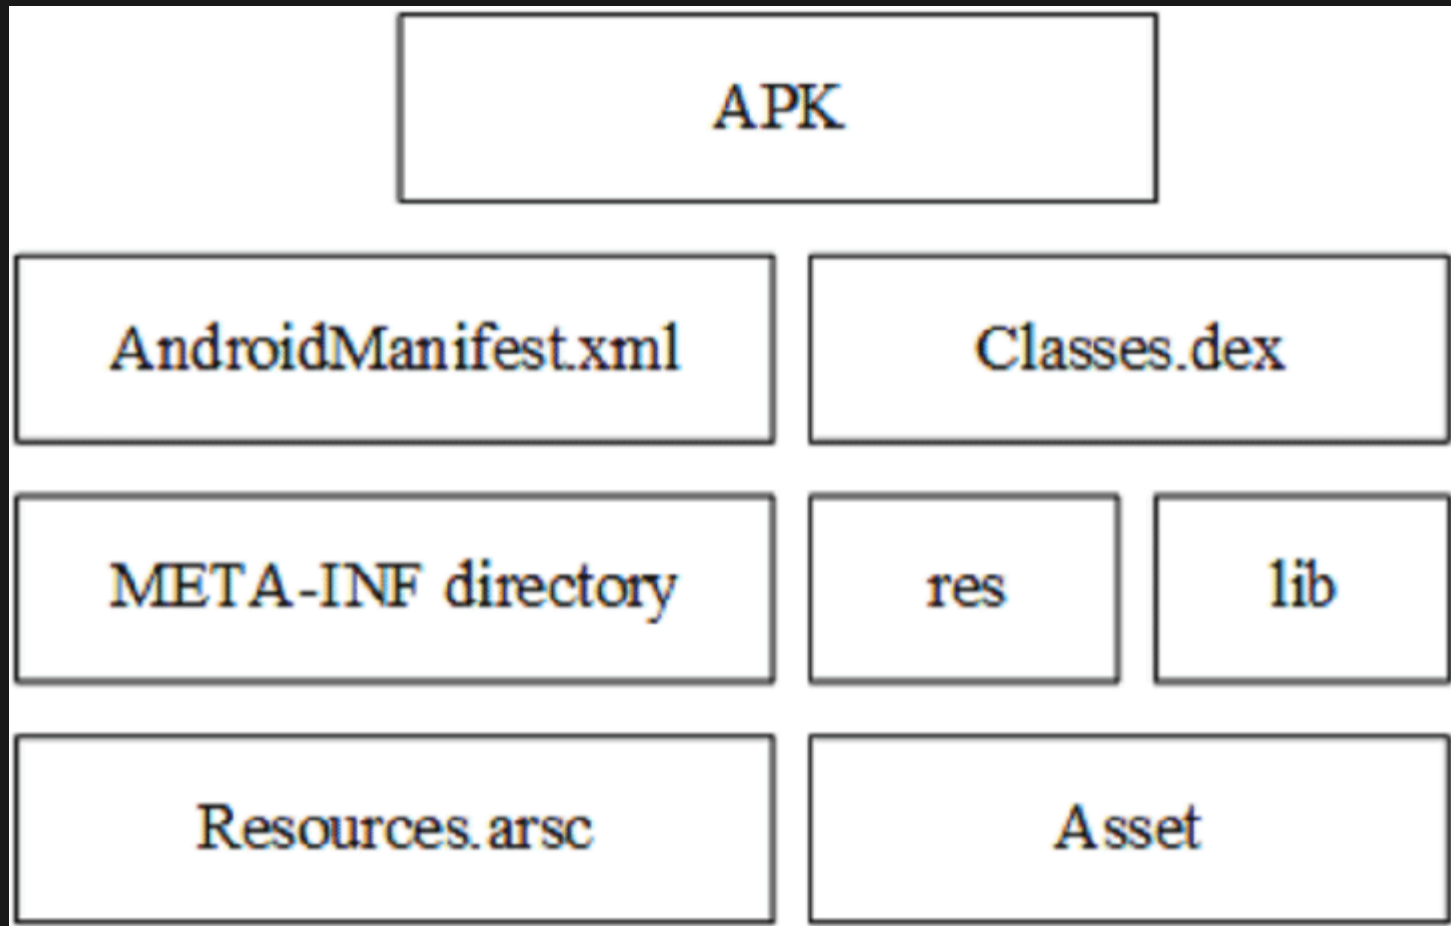 APK
AndroidManifest.xml
Classes.dex
META-INF directory
res
lib
Resources.arsc
Asset